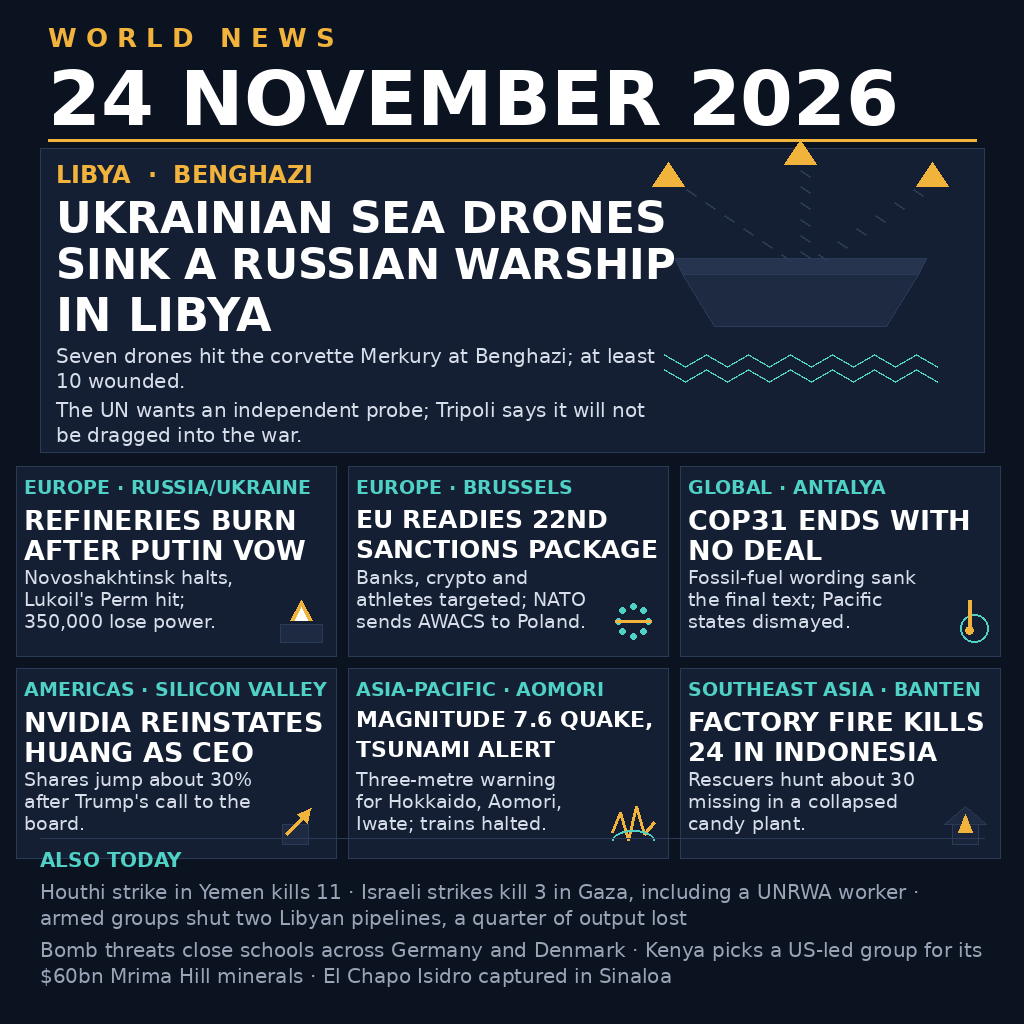 WORLD NEWS
24 NOVEMBER 2026
LIBYA · BENGHAZI
UKRAINIAN SEA DRONES
SINK A RUSSIAN WARSHIP
IN LIBYA
Seven drones hit the corvette Merkury at Benghazi; at least
10 wounded.
The UN wants an independent probe; Tripoli says it will not
be dragged into the war.
EUROPE · RUSSIA/UKRAINE
REFINERIES BURN
AFTER PUTIN VOW
Novoshakhtinsk halts,
Lukoil's Perm hit;
350,000 lose power.
EUROPE · BRUSSELS
EU READIES 22ND
SANCTIONS PACKAGE
Banks, crypto and
athletes targeted; NATO
sends AWACS to Poland.
GLOBAL · ANTALYA
COP31 ENDS WITH
NO DEAL
Fossil-fuel wording sank
the final text; Pacific
states dismayed.
AMERICAS · SILICON VALLEY
NVIDIA REINSTATES
HUANG AS CEO
Shares jump about 30%
after Trump's call to the
board.
ASIA-PACIFIC · AOMORI
MAGNITUDE 7.6 QUAKE,
TSUNAMI ALERT
Three-metre warning
for Hokkaido, Aomori,
Iwate; trains halted.
SOUTHEAST ASIA · BANTEN
FACTORY FIRE KILLS
24 IN INDONESIA
Rescuers hunt about 30
missing in a collapsed
candy plant.
ALSO TODAY
Houthi strike in Yemen kills 11 · Israeli strikes kill 3 in Gaza, including a UNRWA worker ·
armed groups shut two Libyan pipelines, a quarter of output lost
Bomb threats close schools across Germany and Denmark · Kenya picks a US-led group for its
$60bn Mrima Hill minerals · El Chapo Isidro captured in Sinaloa